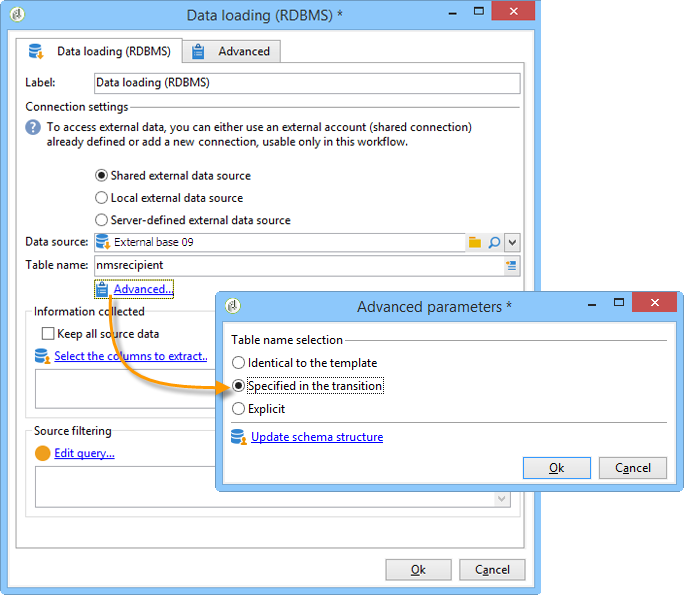 Data loading (RDBMS) *
Data loading (RDBMS)
Advanced
Label: Data loading (RDBMS)
Connection settings
To access external data, you can either use an external account (shared connection)
already defined or add a new connection, usable only in this workflow.
Shared external data source
Local external data source
Server-defined external data source
Data source: External base 09
Table name: nmsrecipient
Advanced...
Information collected
Keep all source data
Select the columns to extract..
Source filtering
Edit query...
Ok Cancel
Advanced parameters *
Table name selection
Identical to the template
Specified in the transition
Explicit
Update schema structure
Ok Cancel